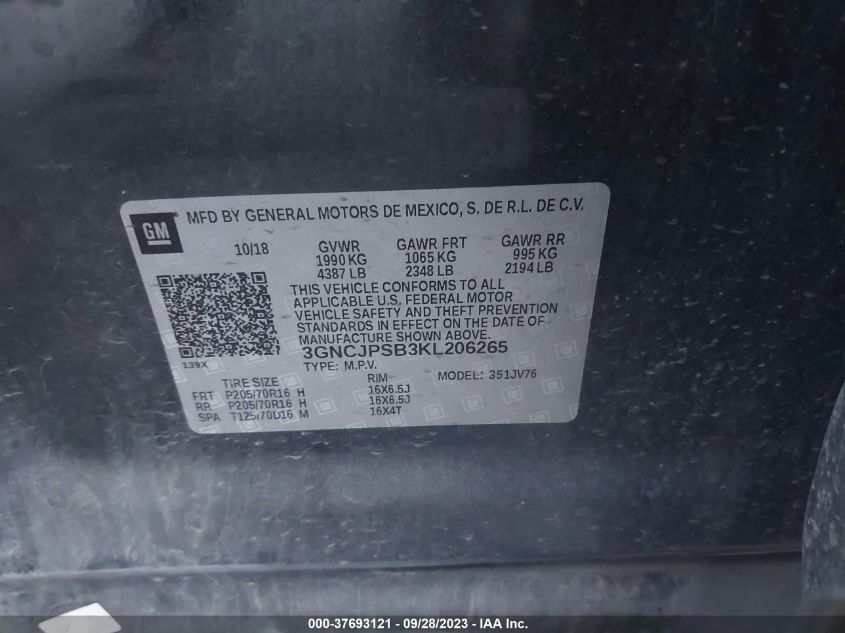 GM
MFD BY GENERAL MOTORS DE MEXICO, S. DE R.L. DE C.V.
10/18 GVWR GAWR FRT GAWR RR
1990 KG 1065 KG 995 KG
4387 LB 2348 LB 2194 LB
THIS VEHICLE CONFORMS TO ALL
APPLICABLE U.S. FEDERAL MOTOR
VEHICLE SAFETY AND THEFT PREVENTION
STANDARDS IN EFFECT ON THE DATE OF
MANUFACTURE SHOWN ABOVE.
139X 3GNCJPSB3KL206265
TYPE: M.P.V. MODEL: 351JV76
TIRE SIZE RIM
FRT P205/70R16 H 16X6.5J
RR P205/70R16 H 16X6.5J
SPA T125/70D16 M 16X4T
000-37693121 - 09/28/2023 - IAA Inc.